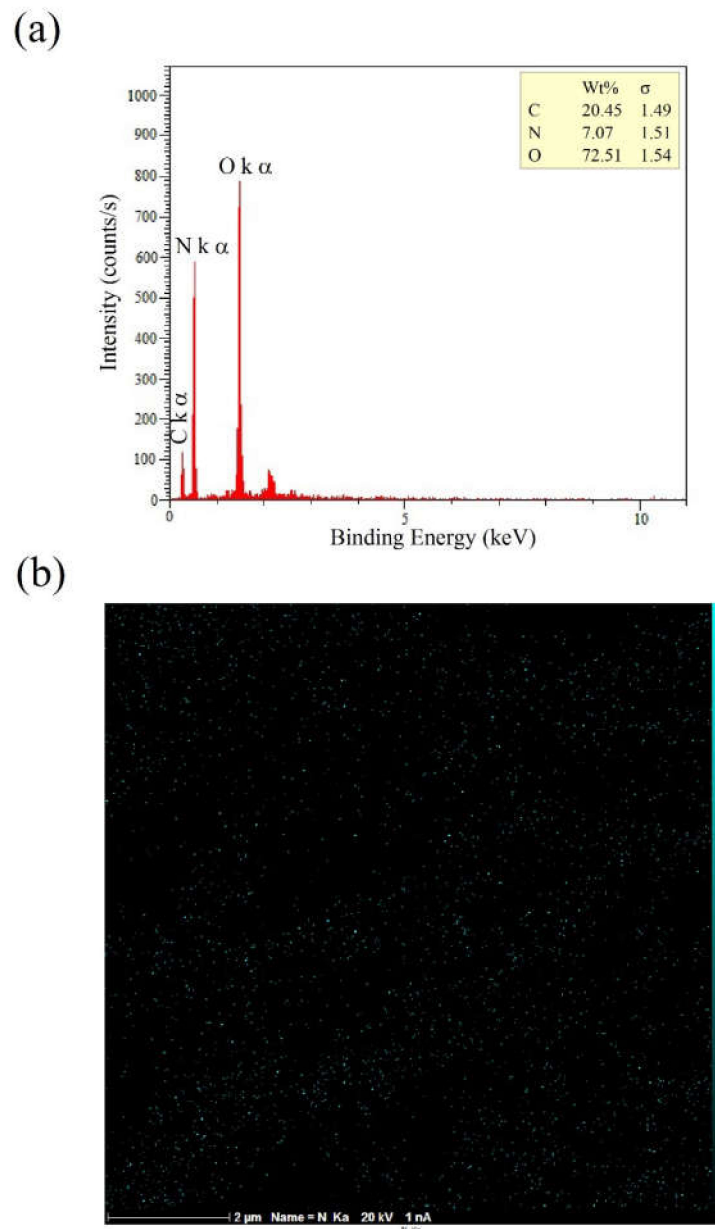 (a)
1000
900
800
700
600
500
400
300
200
100
0
Intensity (counts/s)
Wt% σ
C 20.45 1.49
N 7.07 1.51
O 72.51 1.54
O k α
N k α
C k α
0 5 10
Binding Energy (keV)
(b)
2 μm Name = N Ka 20 kV 1 nA